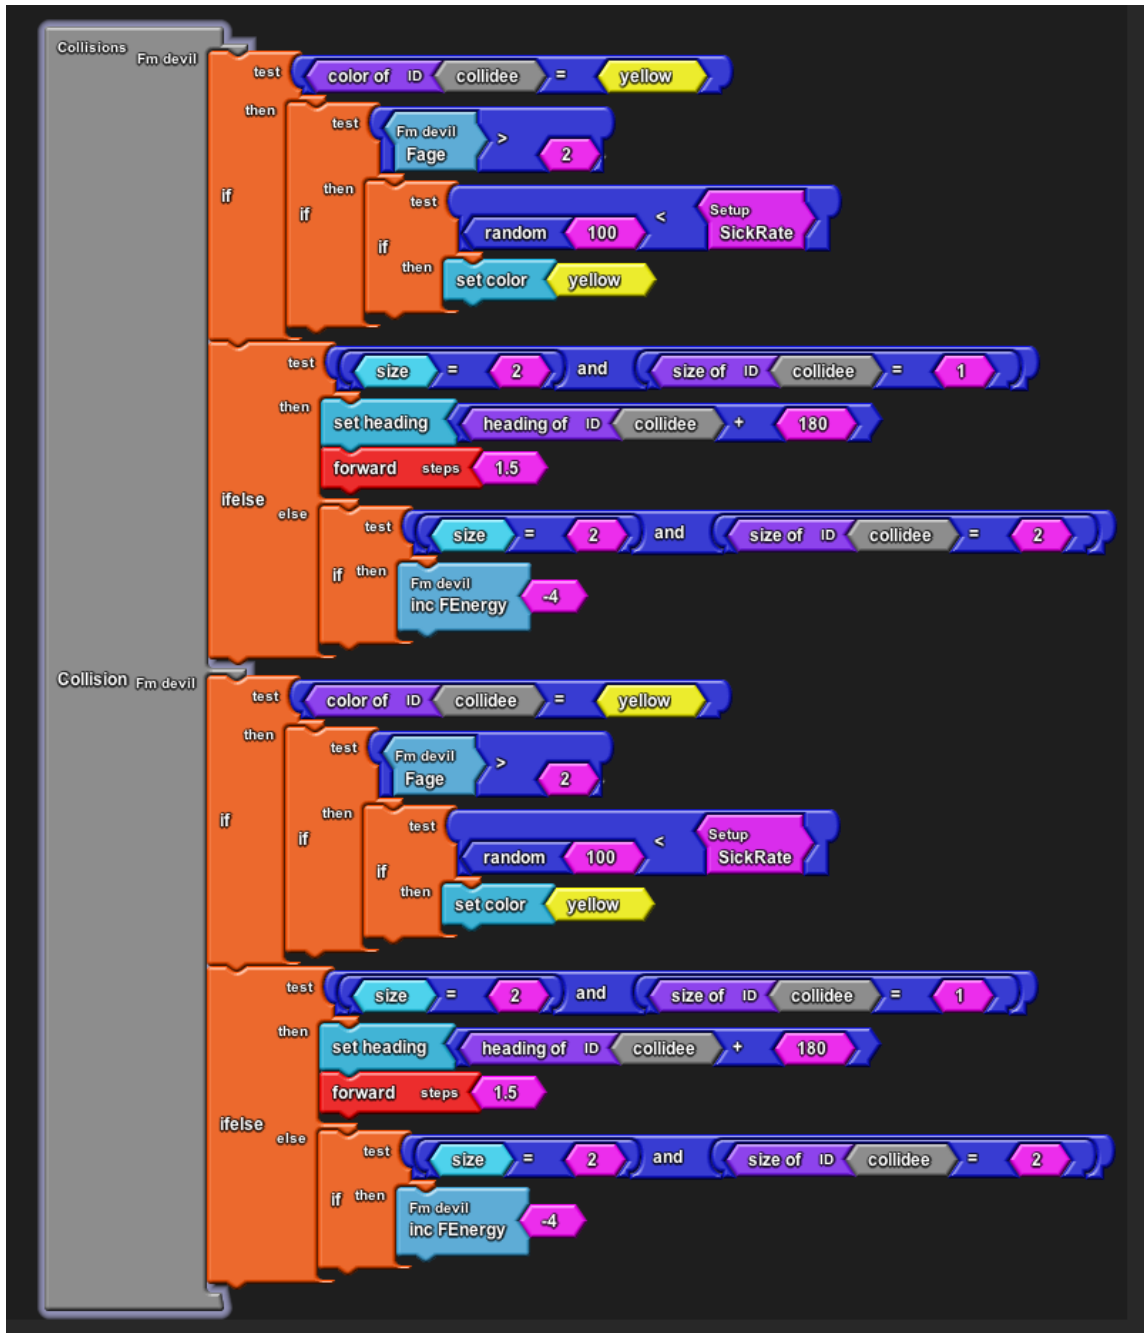 Collisions Fm devil
test color of ID collidee = yellow
then test Fm devil Fage > 2
if if then test random 100 < Setup SickRate
if then set color yellow
test size = 2 and size of ID collidee = 1
then set heading heading of ID collidee + 180
forward steps 1.5
ifelse else test size = 2 and size of ID collidee = 2
if then Fm devil inc FEnergy -4
Collision Fm devil
test color of ID collidee = yellow
then test Fm devil Fage > 2
if if then test random 100 < Setup SickRate
if then set color yellow
test size = 2 and size of ID collidee = 1
then set heading heading of ID collidee + 180
forward steps 1.5
ifelse else test size = 2 and size of ID collidee = 2
if then Fm devil inc FEnergy -4